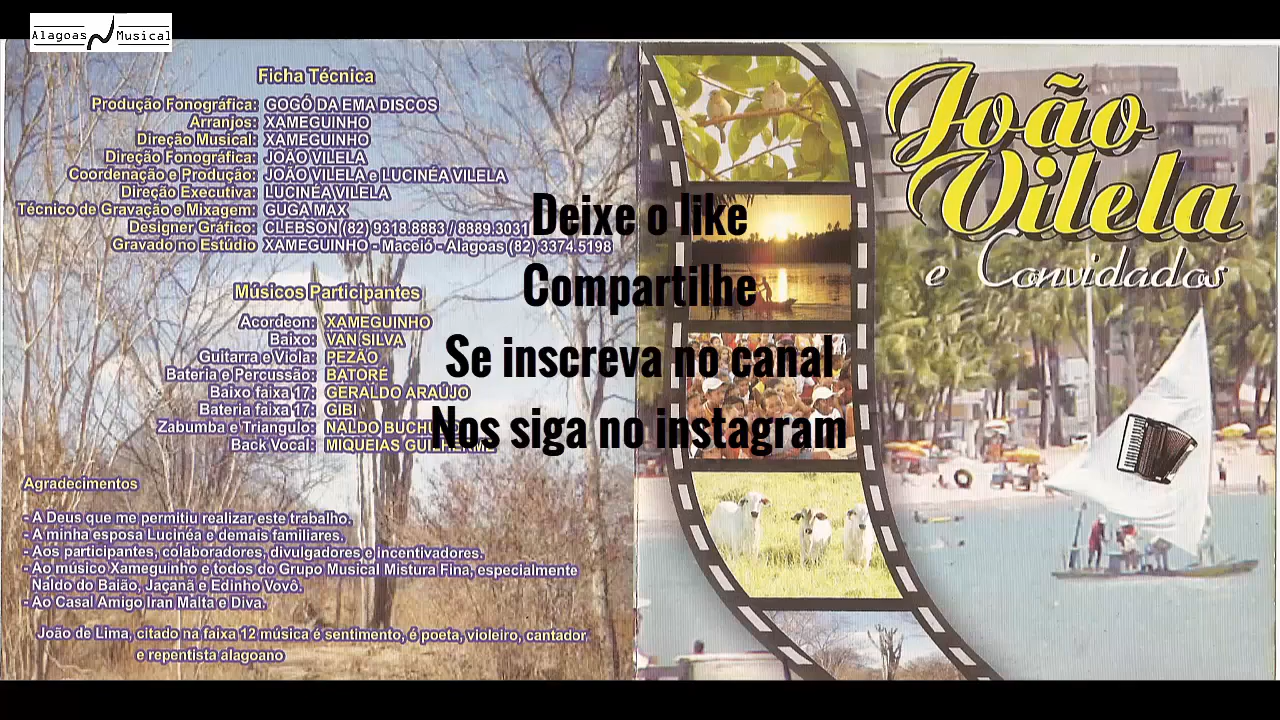 Alagoas Musical
Ficha Técnica
Produção Fonográfica: GOGÓ DA EMA DISCOS
Arranjos: XAMEGUINHO
Direção Musical: XAMEGUINHO
Direção Fonográfica: JOÃO VILELA
Coordenação e Produção: JOÃO VILELA e LUCINÉA VILELA
Direção Executiva: LUCINÉA VILELA
Técnico de Gravação e Mixagem: GUGA MAX
Designer Gráfico: CLEBSON (82) 9318.8883 / 8889.3031
Gravado no Estúdio XAMEGUINHO - Maceió - Alagoas (82) 3374.5198
Músicos Participantes
Acordeon: XAMEGUINHO
Baixo: VAN SILVA
Guitarra e Viola: PEZÃO
Bateria e Percussão: BATORÉ
Baixo faixa 17: GERALDO ARAÚJO
Bateria faixa 17: GIBI
Zabumba e Triangulo: NALDO
Back Vocal: MIQUEIAS GUILHERME
Agradecimentos
- A Deus que me permitiu realizar este trabalho.
- A minha esposa Lucinéa e demais familiares.
- Aos participantes, colaboradores, divulgadores e incentivadores.
- Ao músico Xameguinho e todos do Grupo Musical Mistura Fina, especialmente
Naldo do Baião, Jaçanã e Edinho Vovô.
- Ao Casal Amigo Iran Malta e Diva.
João de Lima, citado na faixa 12 música é sentimento, é poeta, violeiro, cantador
e repentista alagoano
Deixe o like
Compartilhe
Se inscreva no canal
Nos siga no instagram
João
Vilela
e Convidados